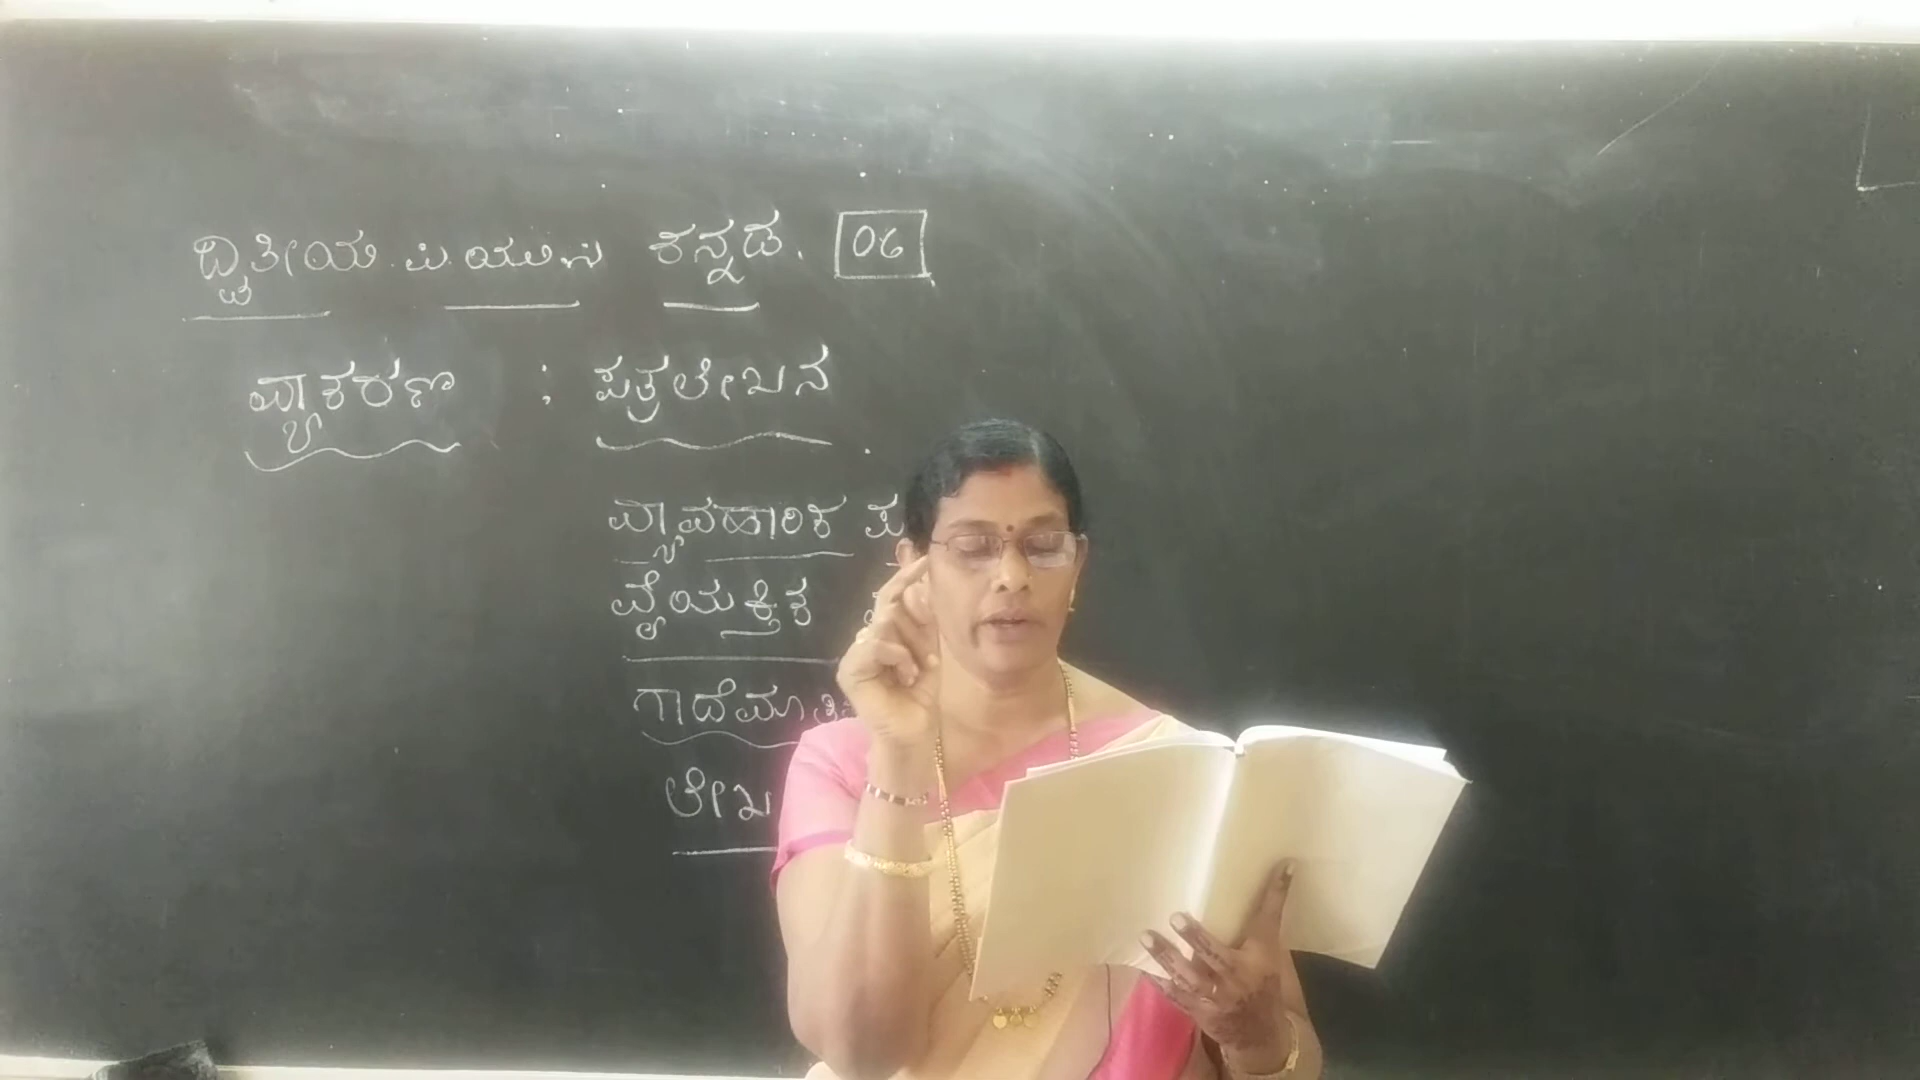 ದ್ವಿತೀಯ ಪಿ.ಯು.ಸಿ ಕನ್ನಡ. 06
ವ್ಯಾಕರಣ : ಪತ್ರಲೇಖನ
ವ್ಯಾವಹಾರಿಕ
ವೈಯಕ್ತಿಕ